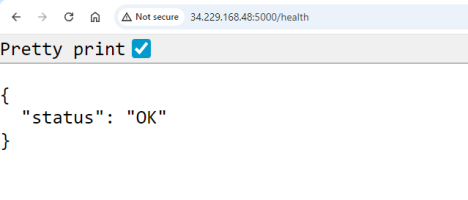 Not secure 34.229.168.48:5000/health
Pretty print
{
  "status": "OK"
}